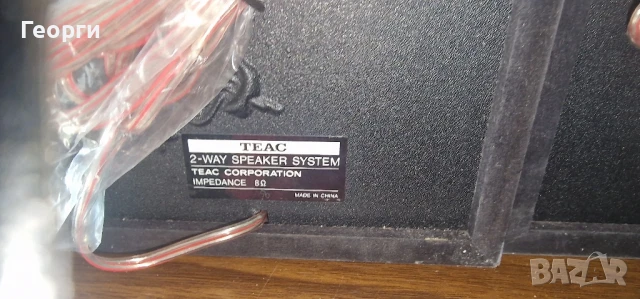 Георги
TEAC
2-WAY SPEAKER SYSTEM
TEAC CORPORATION
IMPEDANCE 8Ω
MADE IN CHINA
BAZAR